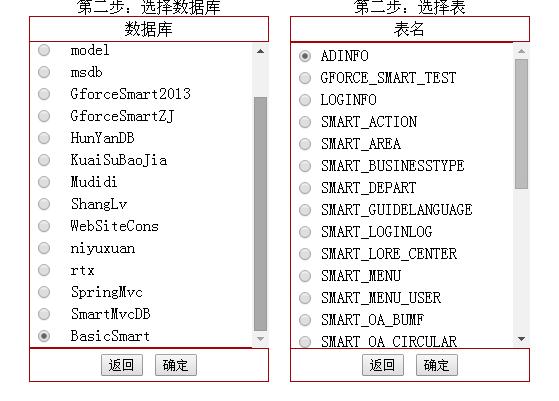 第二步：选择数据库
数据库
model
msdb
GforceSmart2013
GforceSmartZJ
HunYanDB
KuaiSuBaoJia
Mudidi
ShangLv
WebSiteCons
niyuxuan
rtx
SpringMvc
SmartMvcDB
BasicSmart
返回 确定
第二步：选择表
表名
ADINFO
GFORCE_SMART_TEST
LOGINFO
SMART_ACTION
SMART_AREA
SMART_BUSINESSTYPE
SMART_DEPART
SMART_GUIDELANGUAGE
SMART_LOGINLOG
SMART_LORE_CENTER
SMART_MENU
SMART_MENU_USER
SMART_OA_BUMF
SMART_OA_CIRCULAR
返回 确定